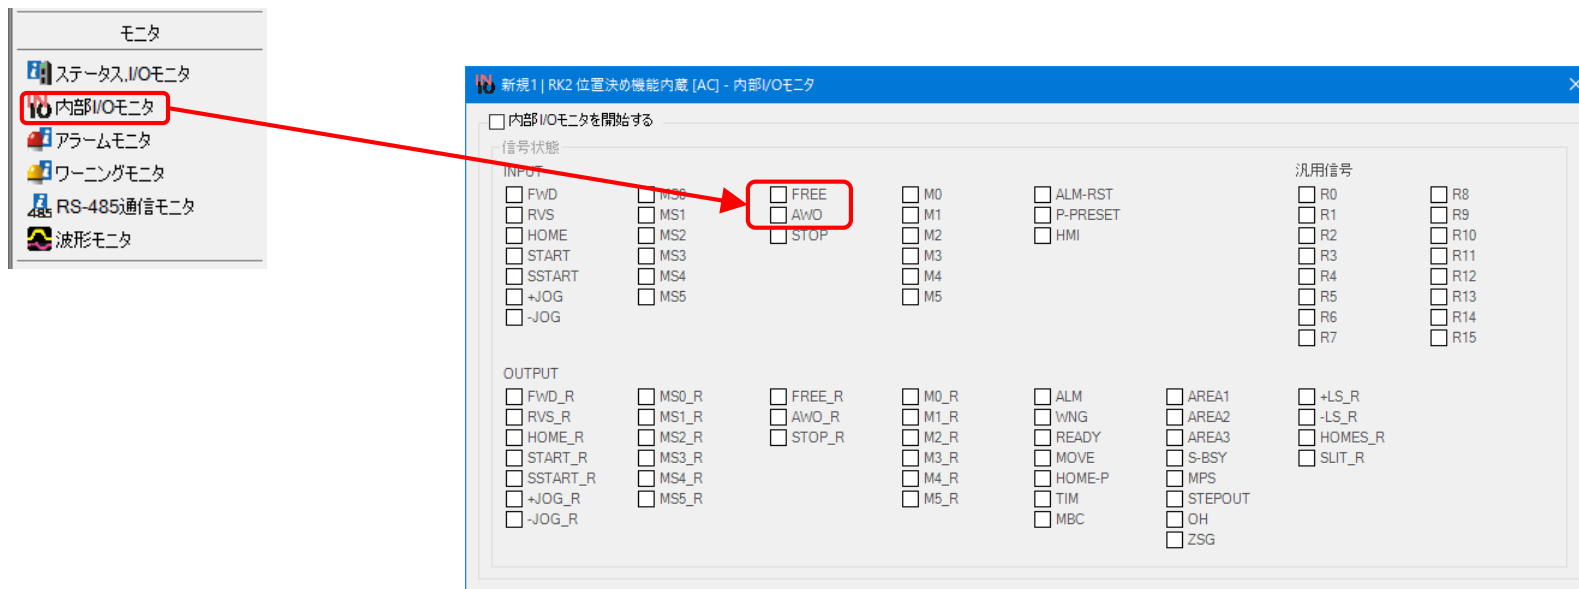 モニタ
ステータス,I/Oモニタ
内部I/Oモニタ
アラームモニタ
ワーニングモニタ
RS-485通信モニタ
波形モニタ
新規1 | RK2 位置決め機能内蔵 [AC] - 内部I/Oモニタ
内部I/Oモニタを開始する
信号状態
INPUT 汎用信号
FWD MS0 FREE M0 ALM-RST R0 R8
RVS MS1 AWO M1 P-PRESET R1 R9
HOME MS2 STOP M2 HMI R2 R10
START MS3 M3 R3 R11
SSTART MS4 M4 R4 R12
+JOG MS5 M5 R5 R13
-JOG R6 R14
R7 R15
OUTPUT
FWD_R MS0_R FREE_R M0_R ALM AREA1 +LS_R
RVS_R MS1_R AWO_R M1_R WNG AREA2 -LS_R
HOME_R MS2_R STOP_R M2_R READY AREA3 HOMES_R
START_R MS3_R M3_R MOVE S-BSY SLIT_R
SSTART_R MS4_R M4_R HOME-P MPS
+JOG_R MS5_R M5_R TIM STEPOUT
-JOG_R MBC OH
ZSG